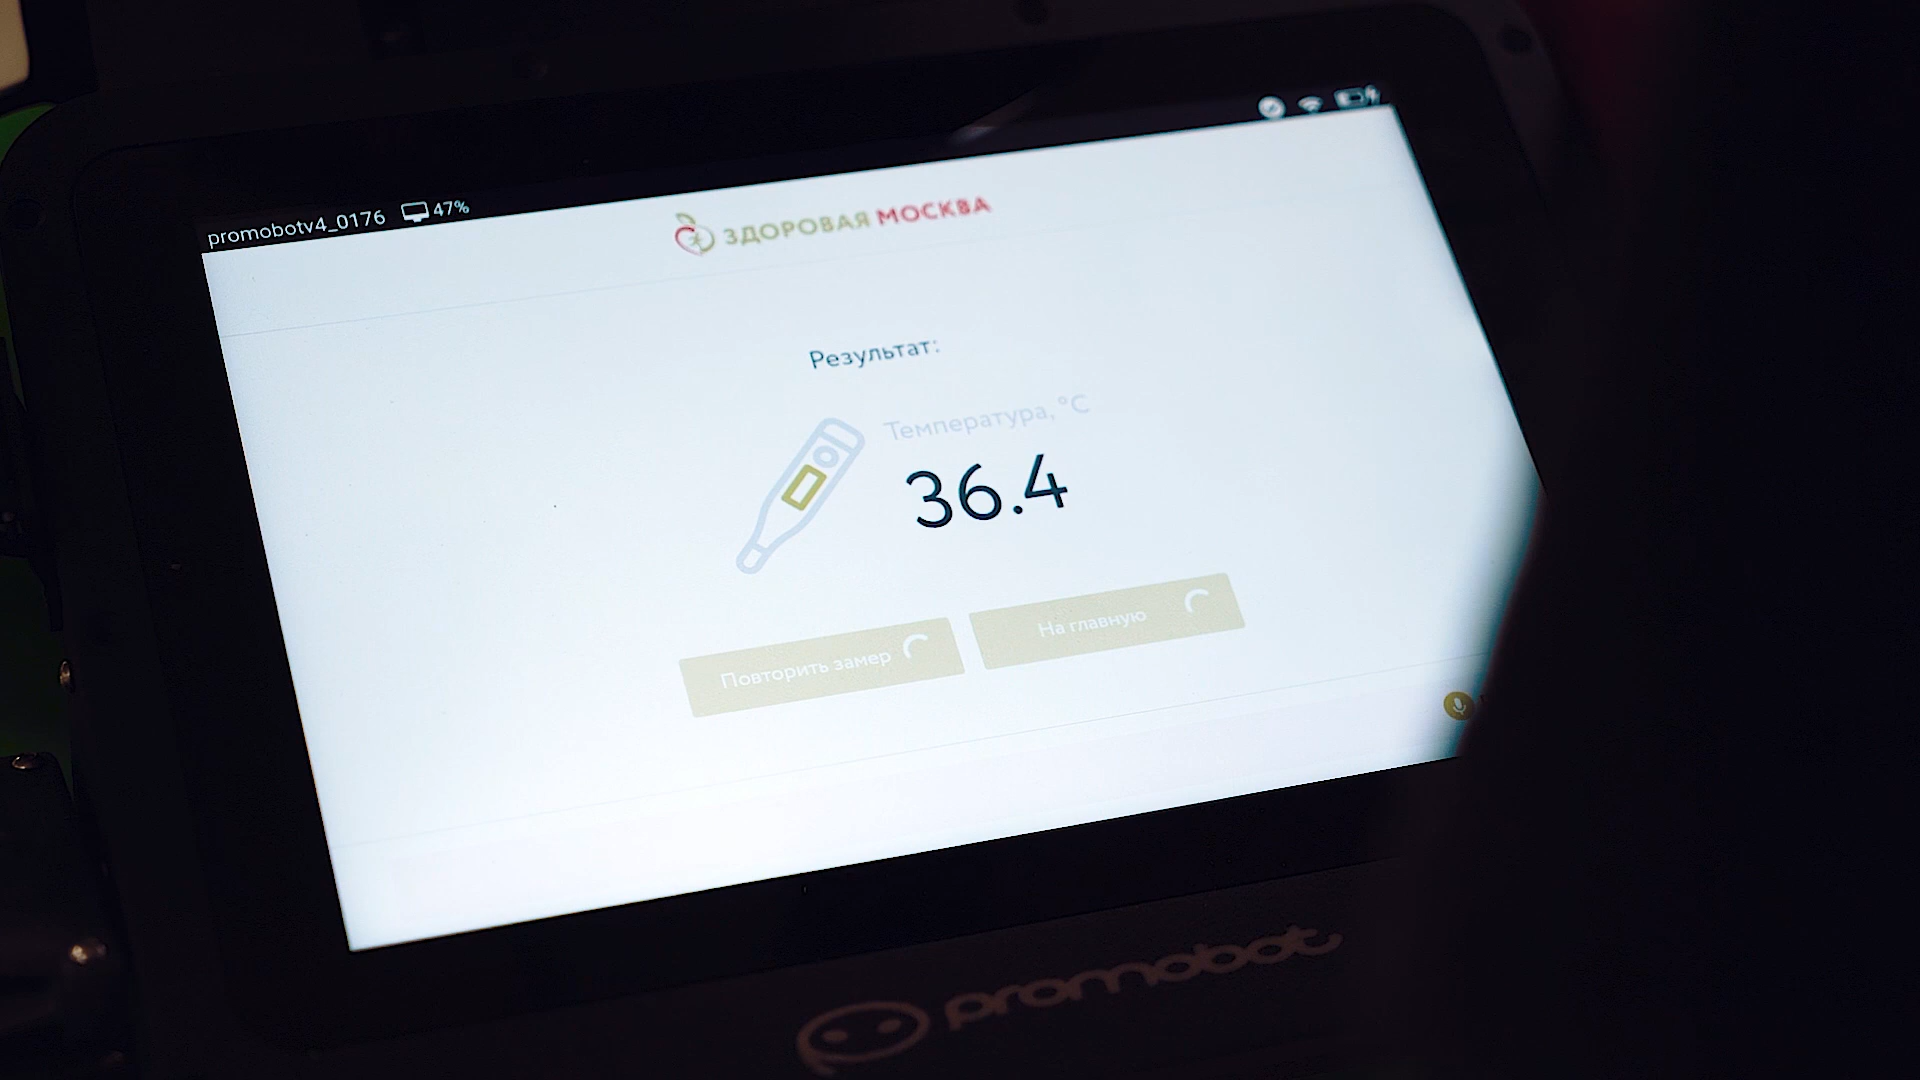 promobotv4_0176 47%
ЗДОРОВАЯ МОСКВА
Результат:
Температура, °C
36.4
Повторить замер
На главную
promobot